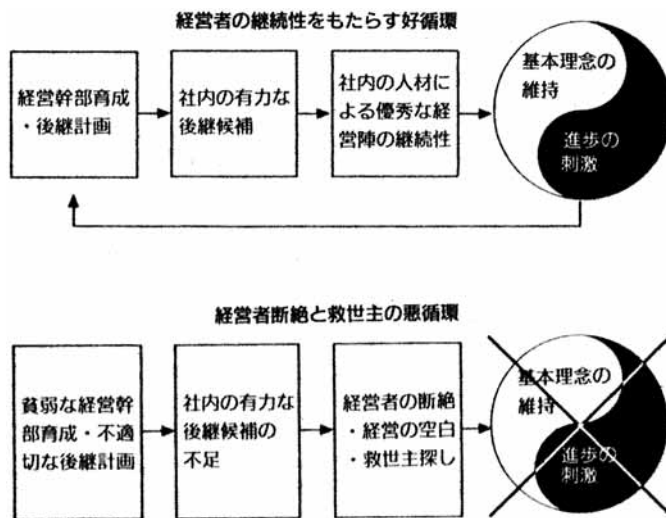 経営者の継続性をもたらす好循環
経営幹部育成
・後継計画
社内の有力な
後継候補
社内の人材に
よる優秀な経
営陣の継続性
基本理念の
維持
進歩の
刺激
経営者断絶と救世主の悪循環
貧弱な経営幹
部育成・不適
切な後継計画
社内の有力な
後継候補の
不足
経営者の断絶
・経営の空白
・救世主探し
基本理念の
維持
進歩の
刺激